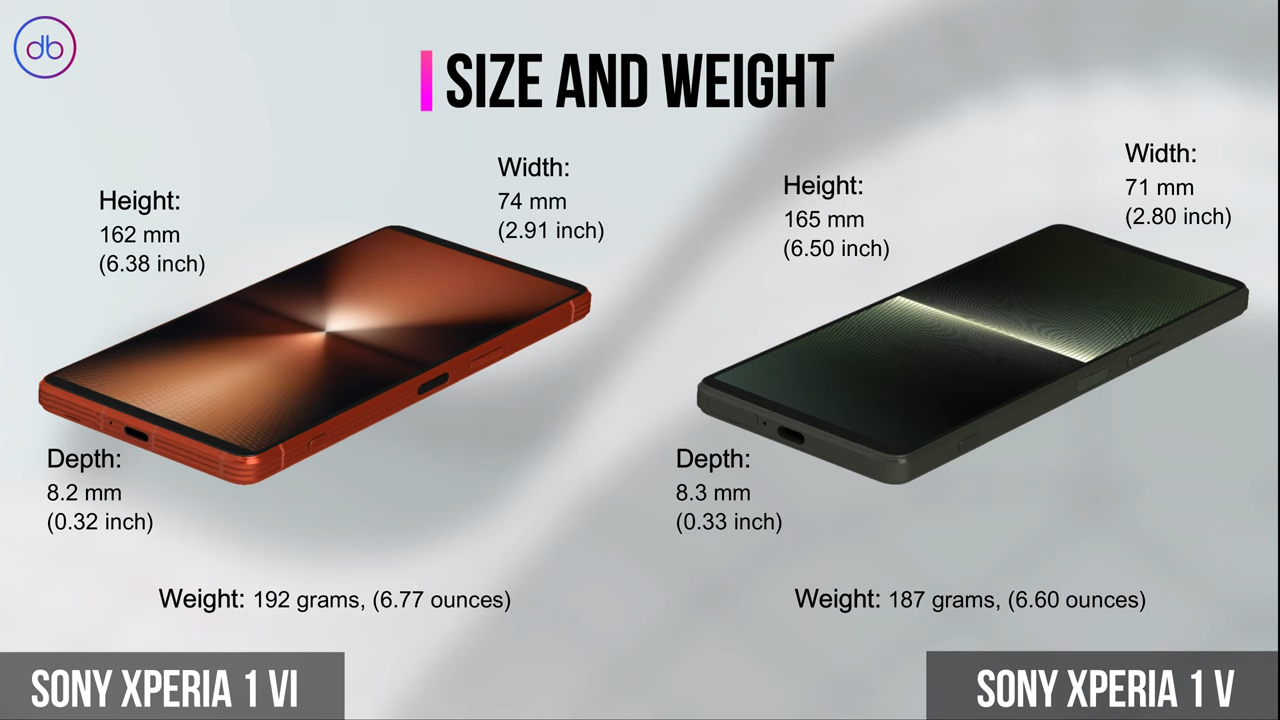 db
SIZE AND WEIGHT
Height:
162 mm
(6.38 inch)
Width:
74 mm
(2.91 inch)
Depth:
8.2 mm
(0.32 inch)
Weight: 192 grams, (6.77 ounces)
SONY XPERIA 1 VI
Height:
165 mm
(6.50 inch)
Width:
71 mm
(2.80 inch)
Depth:
8.3 mm
(0.33 inch)
Weight: 187 grams, (6.60 ounces)
SONY XPERIA 1 V